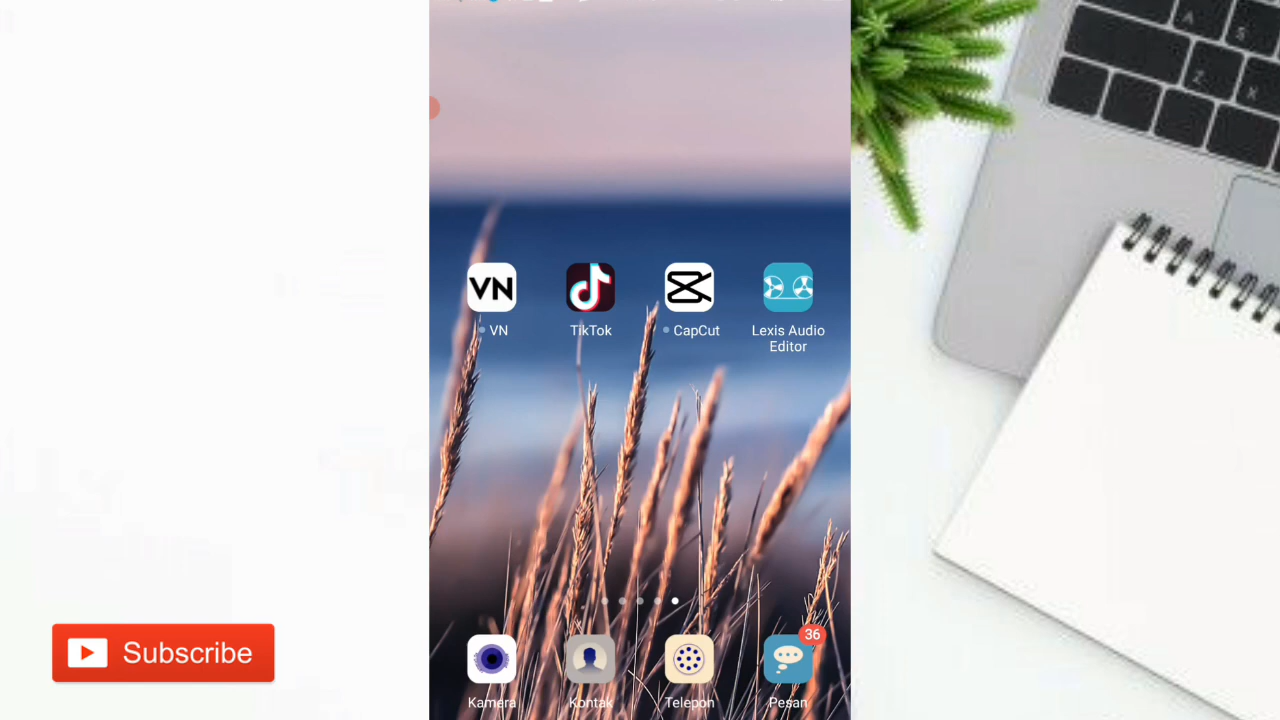 A
S
Z
X
VN
VN
TikTok
CapCut
Lexis Audio
Editor
36
Subscribe
Kamera
Kontak
Telepon
Pesan